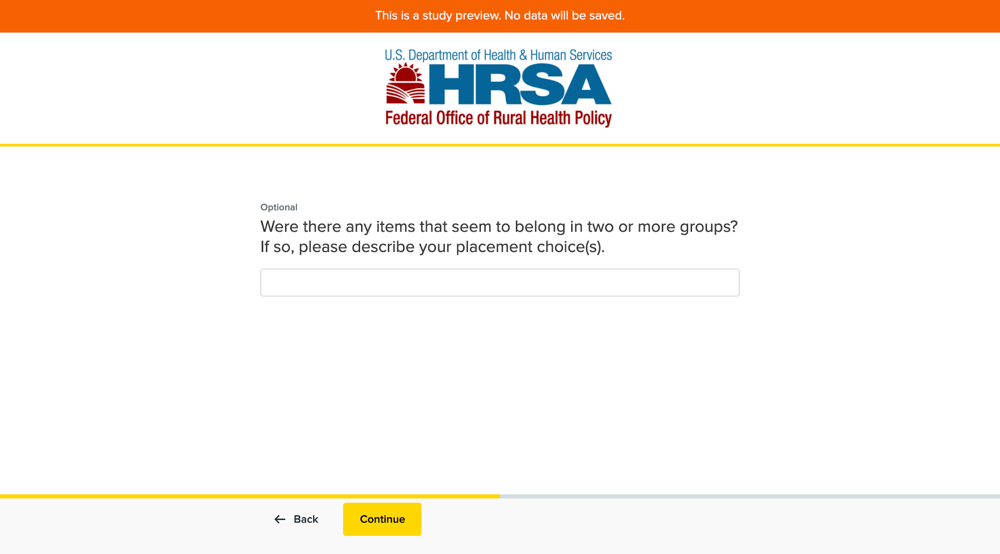 This is a study preview. No data will be saved.
U.S. Department of Health & Human Services
HRSA
Federal Office of Rural Health Policy
Optional
Were there any items that seem to belong in two or more groups?
If so, please describe your placement choice(s).
Back
Continue